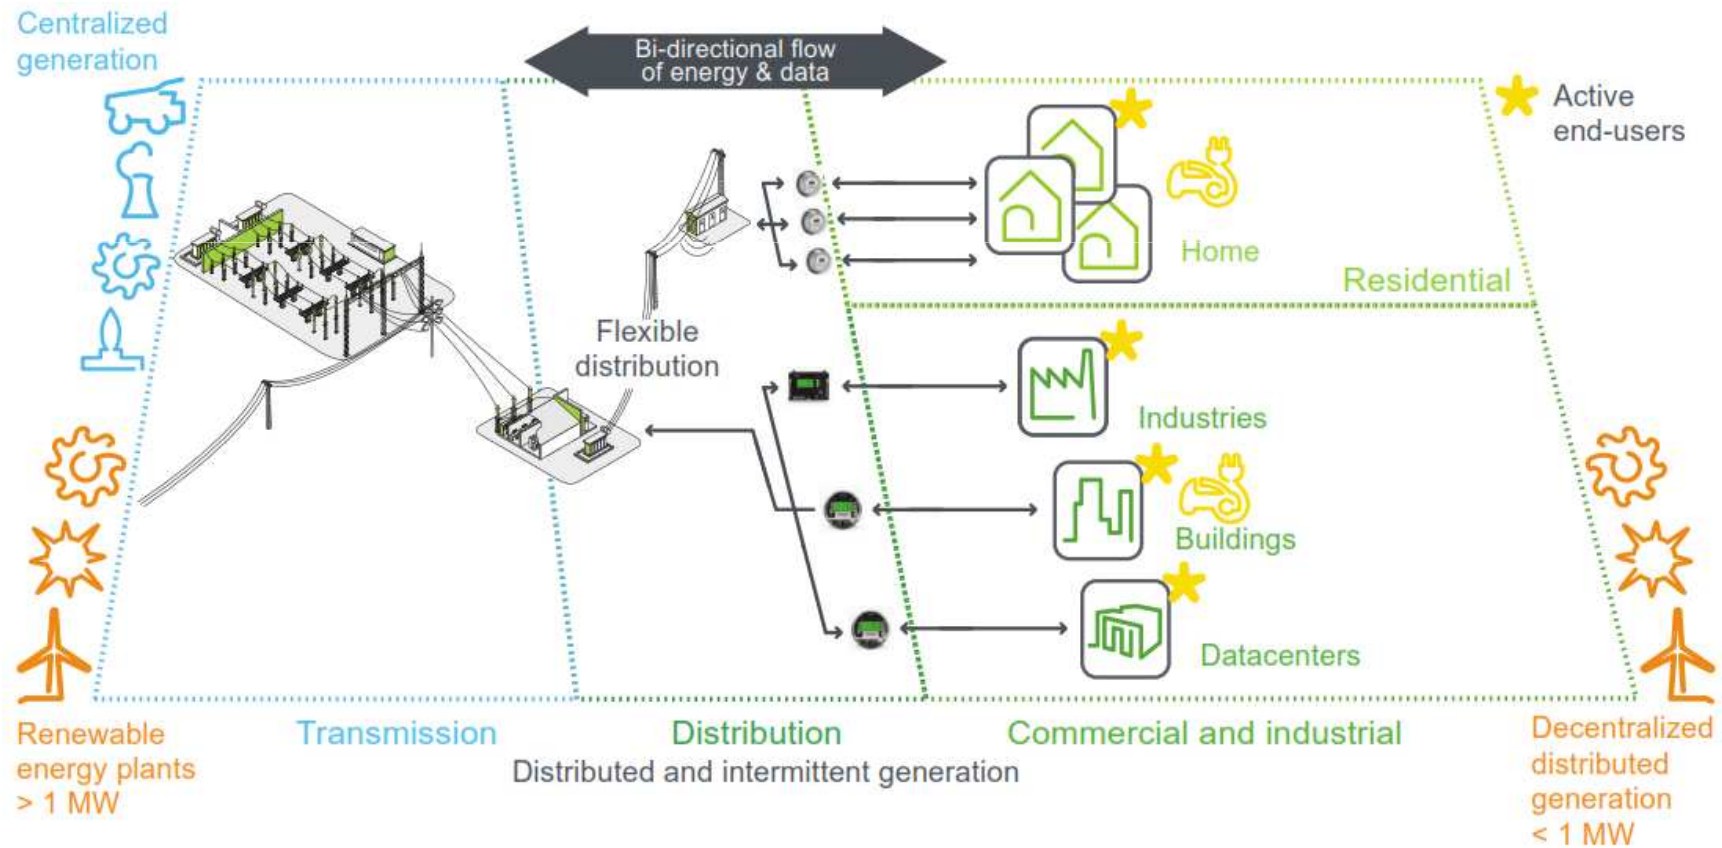 Centralized
generation
Bi-directional flow
of energy & data
Active
end-users
Home
Residential
Flexible
distribution
Industries
Buildings
Datacenters
Renewable
energy plants
> 1 MW
Transmission
Distribution
Commercial and industrial
Distributed and intermittent generation
Decentralized
distributed
generation
< 1 MW